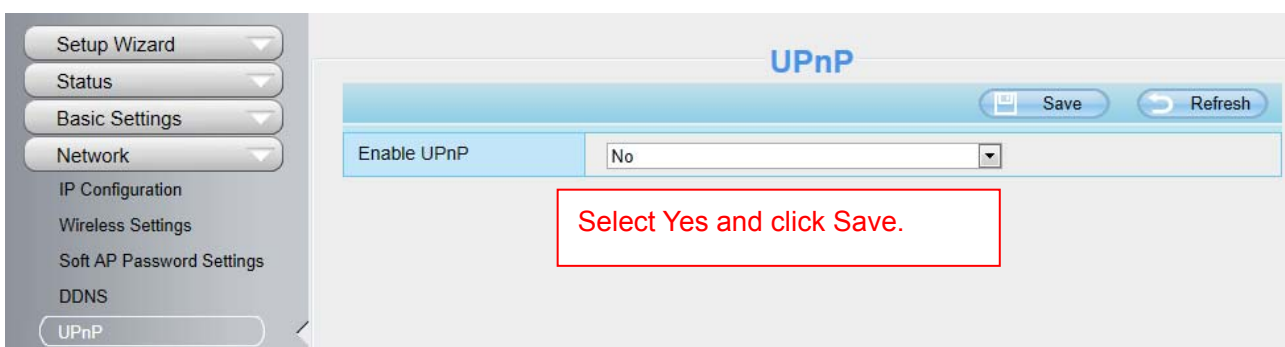 Setup Wizard
Status
Basic Settings
Network
IP Configuration
Wireless Settings
Soft AP Password Settings
DDNS
UPnP
UPnP
Save Refresh
Enable UPnP No
Select Yes and click Save.